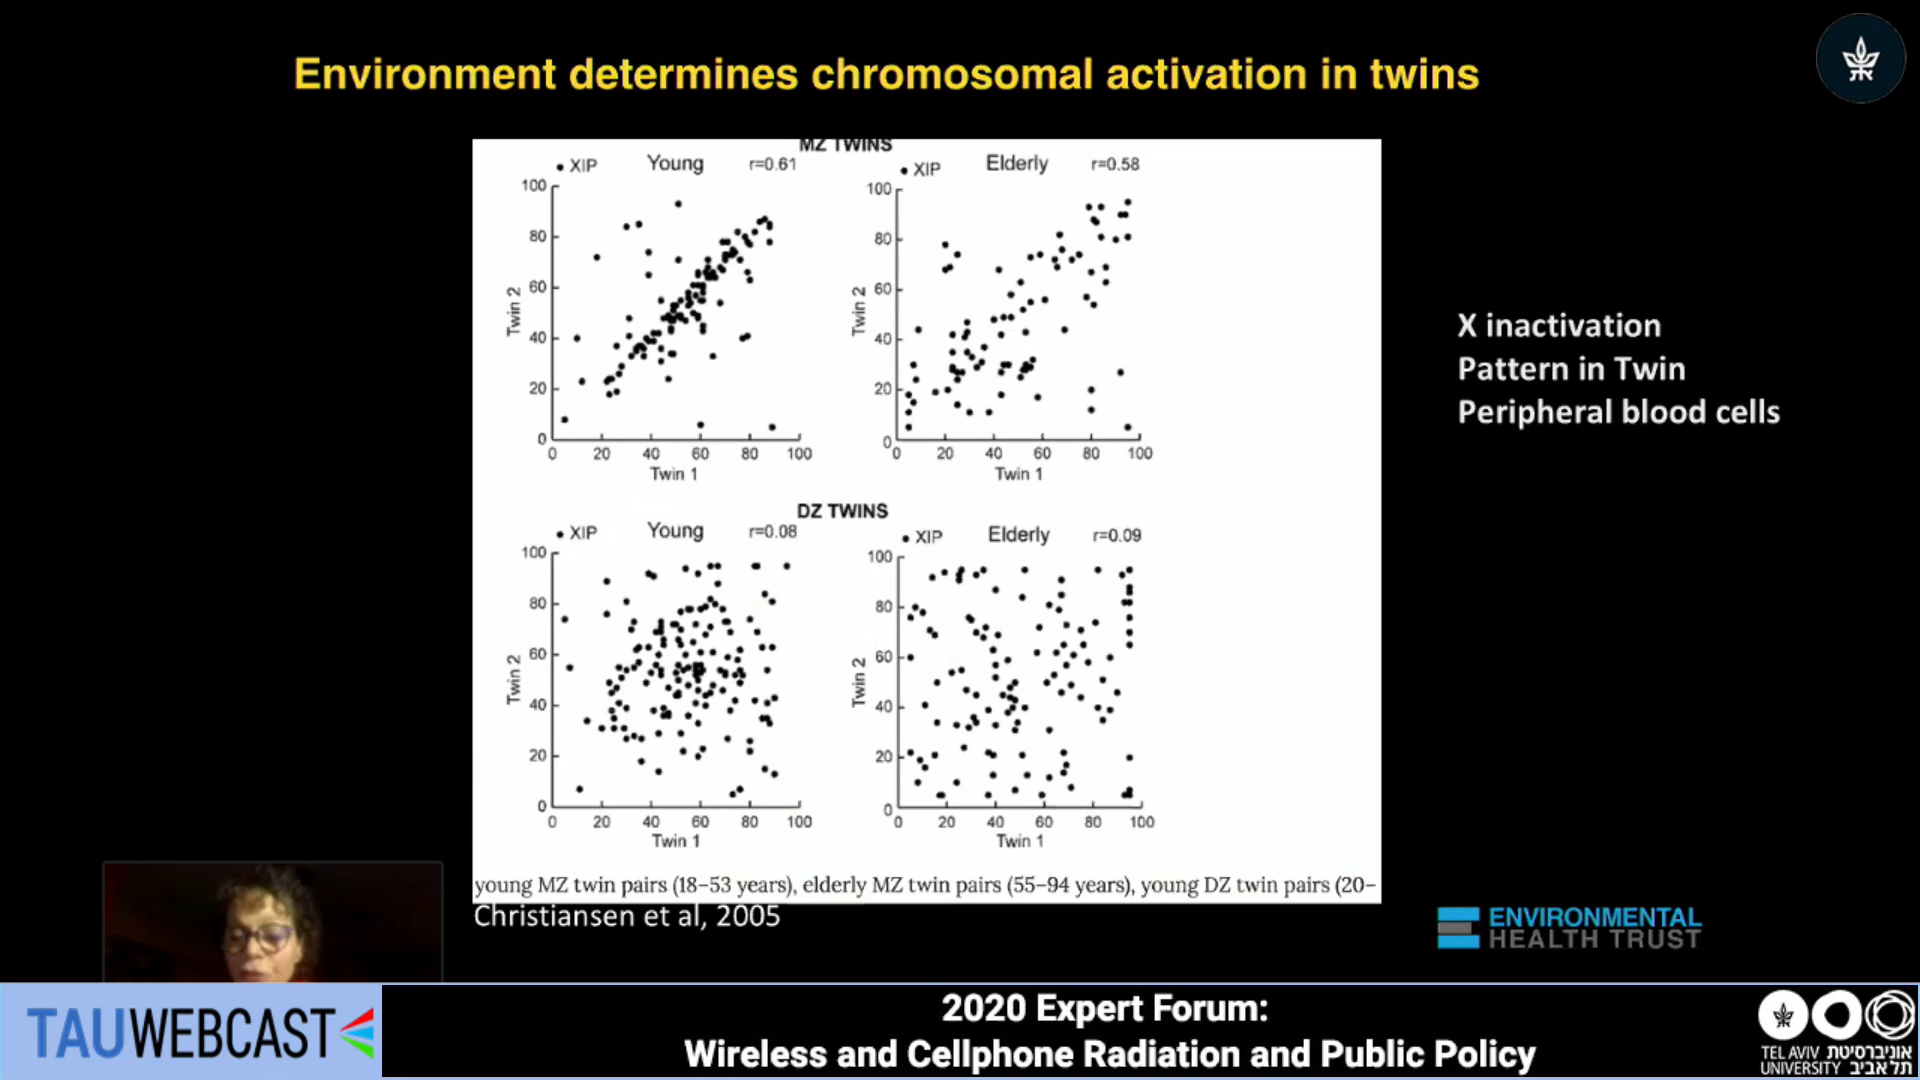 Environment determines chromosomal activation in twins
MZ TWINS
XIP Young r=0.61
100
80
60
40
20
0
Twin 2
0 20 40 60 80 100
Twin 1
XIP Elderly r=0.58
100
80
60
40
20
0
Twin 2
0 20 40 60 80 100
Twin 1
DZ TWINS
XIP Young r=0.08
100
80
60
40
20
0
Twin 2
0 20 40 60 80 100
Twin 1
XIP Elderly r=0.09
100
80
60
40
20
0
Twin 2
0 20 40 60 80 100
Twin 1
young MZ twin pairs (18–53 years), elderly MZ twin pairs (55–94 years), young DZ twin pairs (20–
Christiansen et al, 2005
X inactivation
Pattern in Twin
Peripheral blood cells
ENVIRONMENTAL
HEALTH TRUST
TAUWEBCAST
2020 Expert Forum:
Wireless and Cellphone Radiation and Public Policy
TEL AVIV אוניברסיטת
UNIVERSITY תל אביב